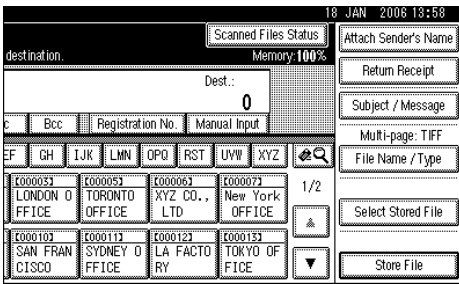 18 JAN 2006 13:58
Scanned Files Status
Attach Sender's Name
destination.
Memory:100%
Return Receipt
Dest.:
0
Subject / Message
Bcc
Registration No.
Manual Input
Multi-page: TIFF
EF
GH
IJK
LMN
OPQ
RST
UVW
XYZ
File Name / Type
[00003]
LONDON O
FFICE
[00005]
TORONTO
OFFICE
[00006]
XYZ CO.,
LTD
[00007]
New York
OFFICE
1/2
Select Stored File
[00010]
SAN FRAN
CISCO
[00011]
SYDNEY O
FFICE
[00012]
LA FACTO
RY
[00013]
TOKYO OF
FICE
Store File